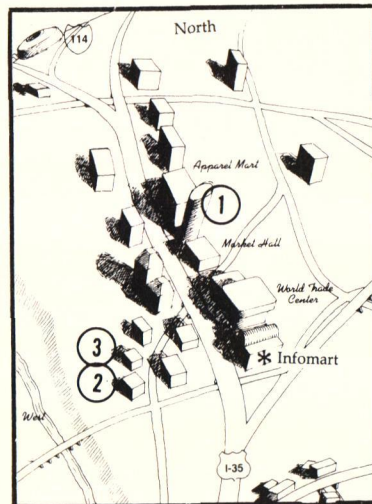 North
114
Apparel Mart
1
Market Hall
World Trade
Center
3
* Infomart
2
West
I-35